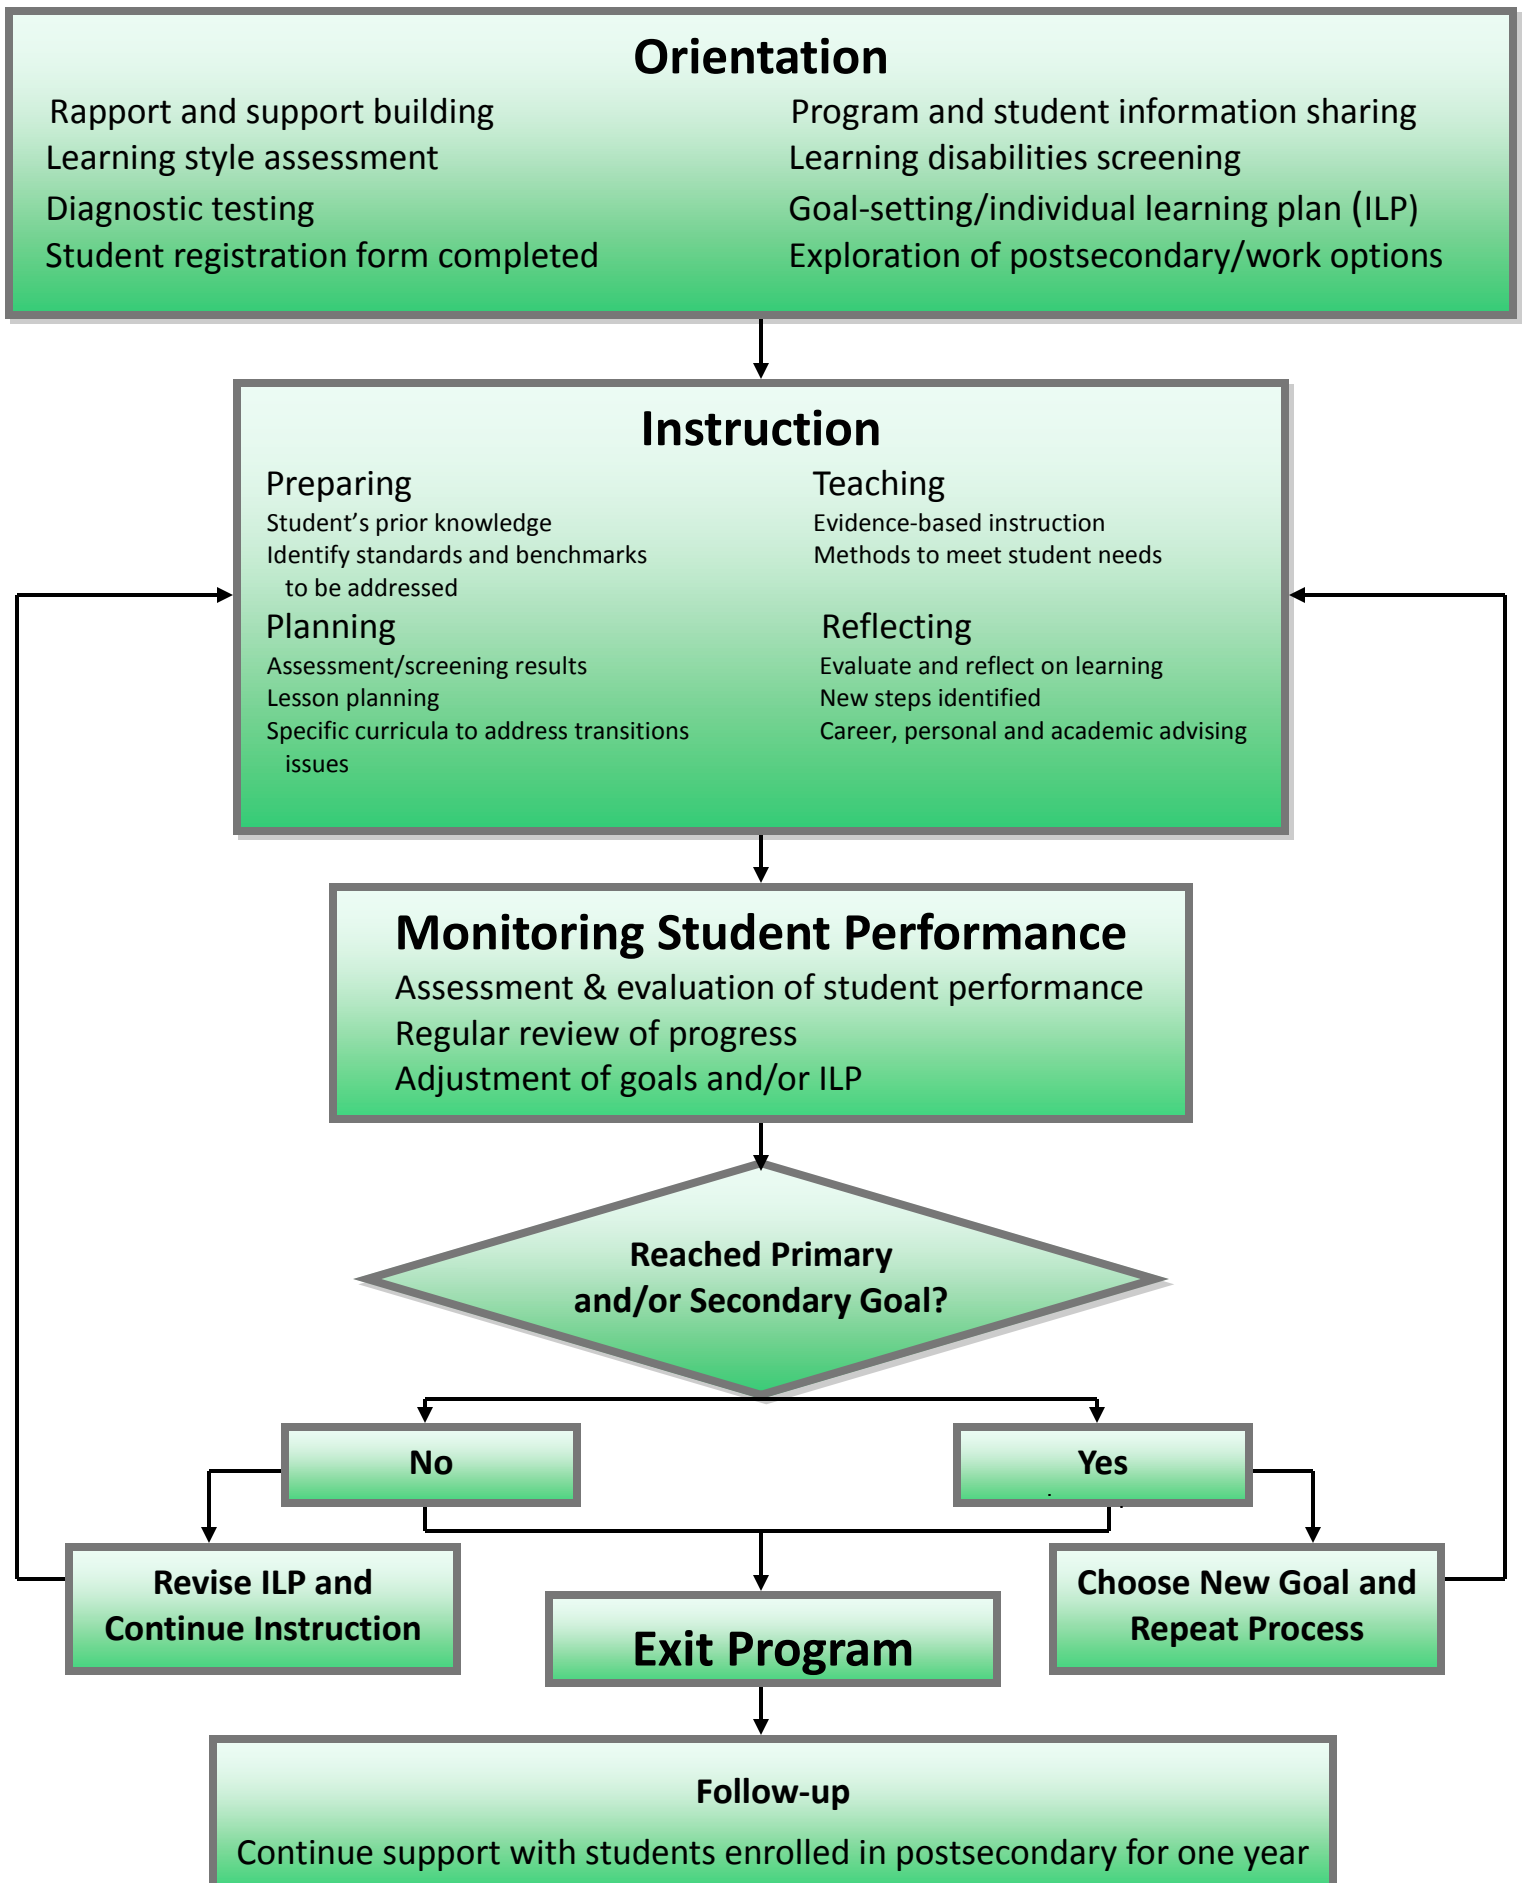 Orientation
Rapport and support building
Learning style assessment
Diagnostic testing
Student registration form completed
Program and student information sharing
Learning disabilities screening
Goal-setting/individual learning plan (ILP)
Exploration of postsecondary/work options
Instruction
Preparing
Student’s prior knowledge
Identify standards and benchmarks
to be addressed
Teaching
Evidence-based instruction
Methods to meet student needs
Planning
Assessment/screening results
Lesson planning
Specific curricula to address transitions
issues
Reflecting
Evaluate and reflect on learning
New steps identified
Career, personal and academic advising
Monitoring Student Performance
Assessment & evaluation of student performance
Regular review of progress
Adjustment of goals and/or ILP
Reached Primary
and/or Secondary Goal?
No
Yes
Revise ILP and
Continue Instruction
Exit Program
Choose New Goal and
Repeat Process
Follow-up
Continue support with students enrolled in postsecondary for one year